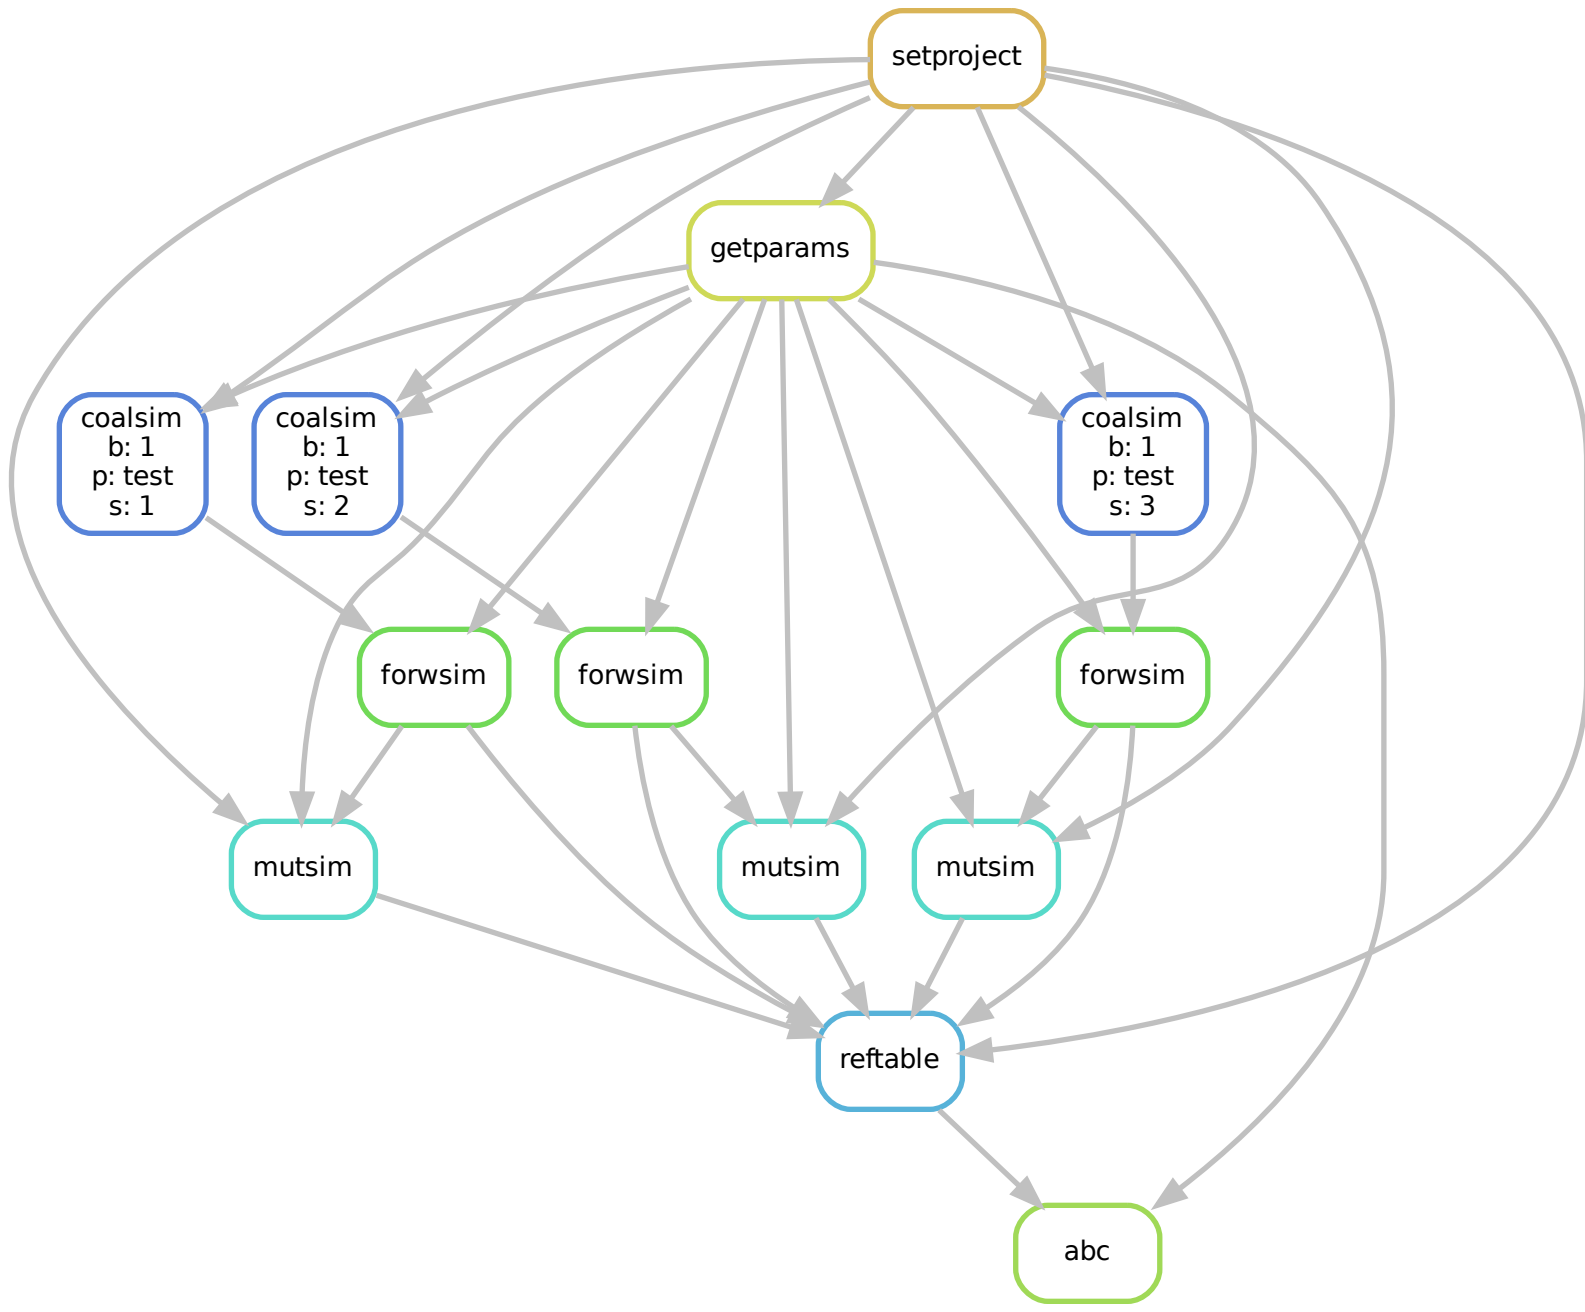 setproject
getparams
coalsim
b: 1
p: test
s: 1
coalsim
b: 1
p: test
s: 2
coalsim
b: 1
p: test
s: 3
forwsim
forwsim
forwsim
mutsim
mutsim
mutsim
reftable
abc